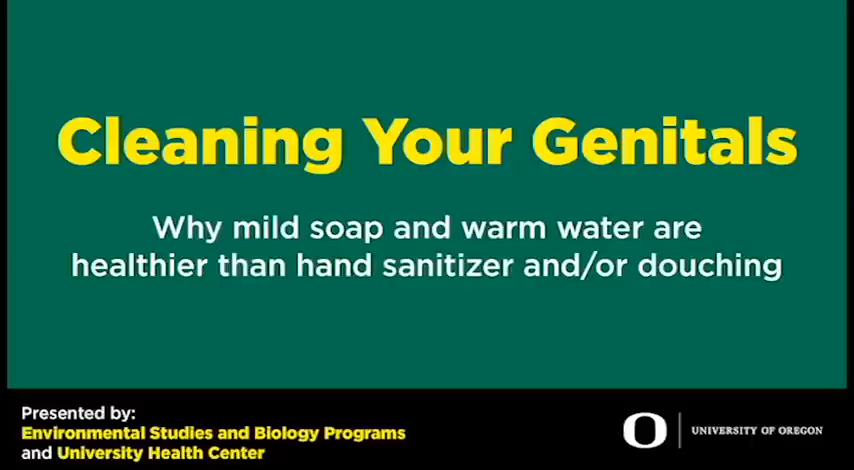 Cleaning Your Genitals
Why mild soap and warm water are
healthier than hand sanitizer and/or douching
Presented by:
Environmental Studies and Biology Programs
and University Health Center
O
UNIVERSITY OF OREGON